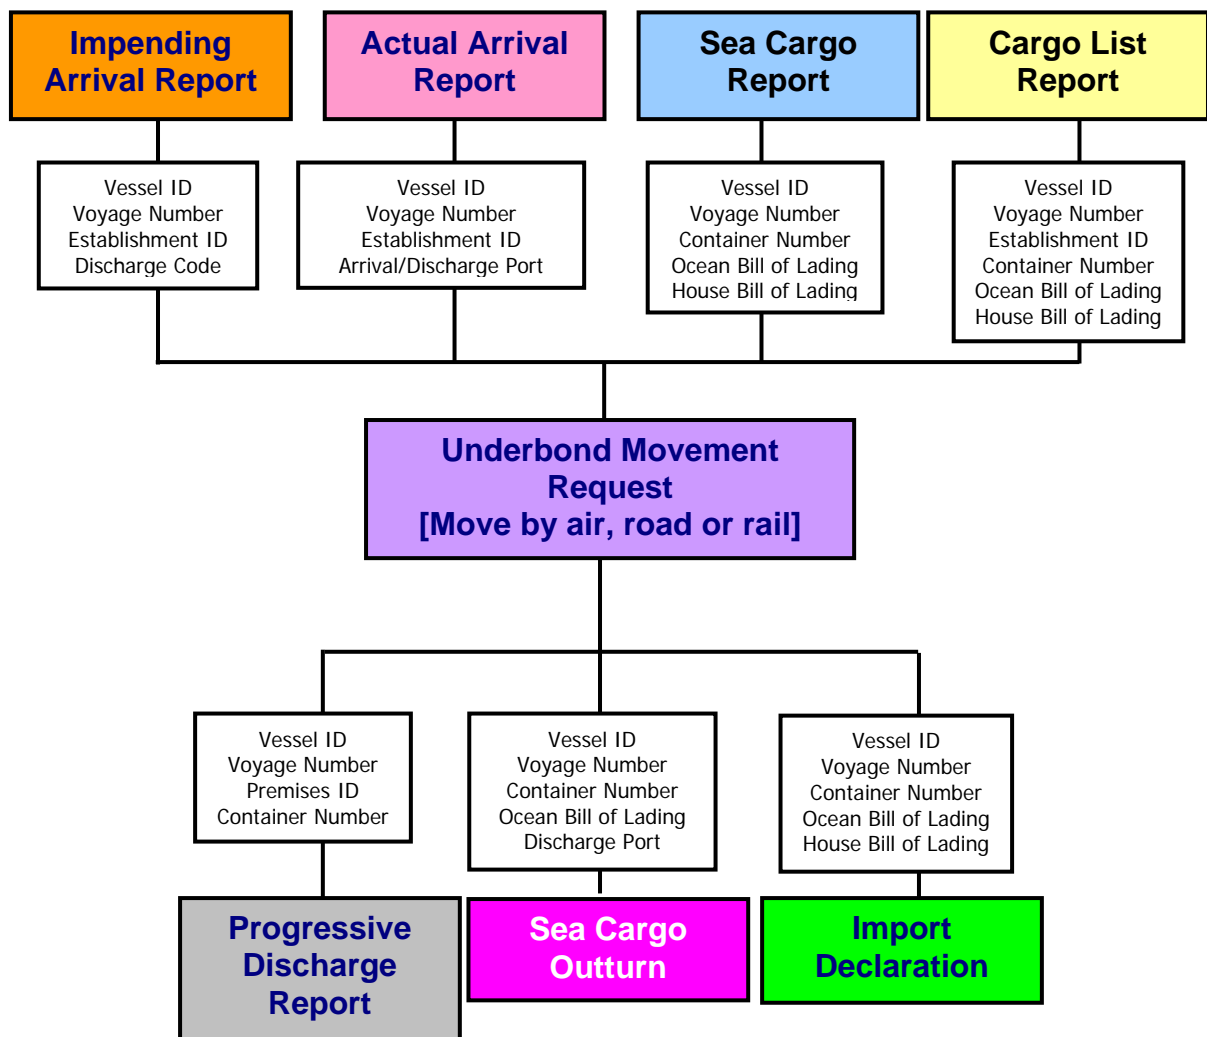 Impending
Arrival Report
Actual Arrival
Report
Sea Cargo
Report
Cargo List
Report
Vessel ID
Voyage Number
Establishment ID
Discharge Code
Vessel ID
Voyage Number
Establishment ID
Arrival/Discharge Port
Vessel ID
Voyage Number
Container Number
Ocean Bill of Lading
House Bill of Lading
Vessel ID
Voyage Number
Establishment ID
Container Number
Ocean Bill of Lading
House Bill of Lading
Underbond Movement
Request
[Move by air, road or rail]
Vessel ID
Voyage Number
Premises ID
Container Number
Vessel ID
Voyage Number
Container Number
Ocean Bill of Lading
Discharge Port
Vessel ID
Voyage Number
Container Number
Ocean Bill of Lading
House Bill of Lading
Progressive
Discharge
Report
Sea Cargo
Outturn
Import
Declaration